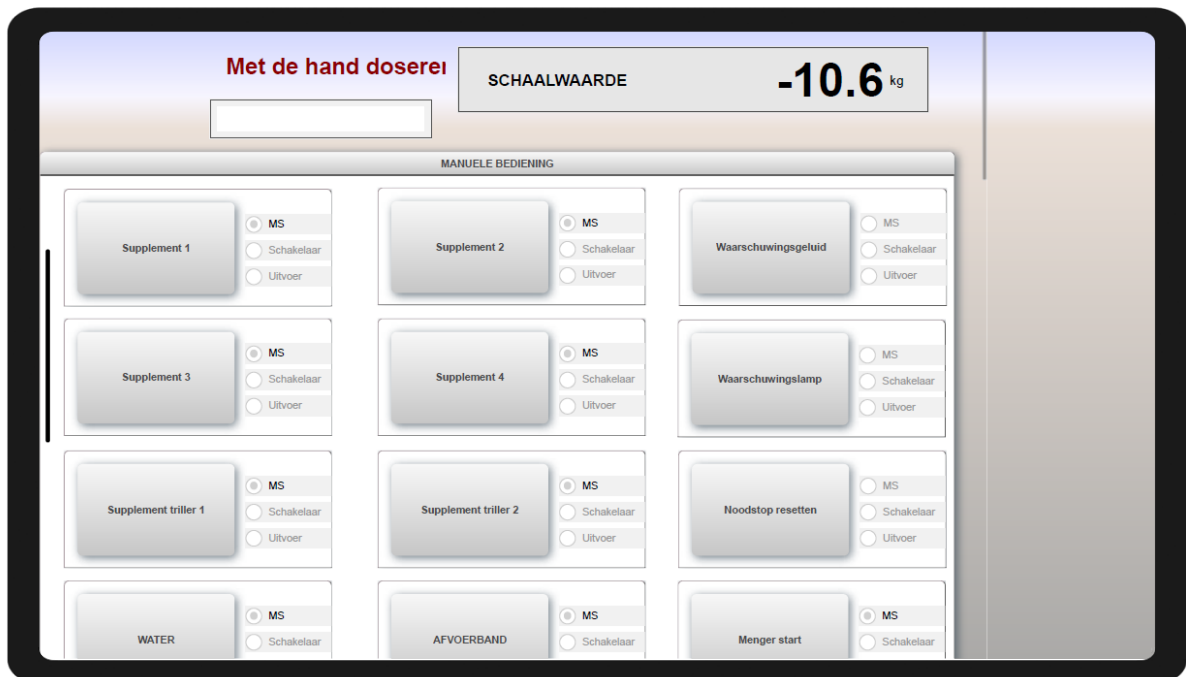 Met de hand doserer
SCHAALWAARDE -10.6 kg
MANUELE BEDIENING
Supplement 1
MS
Schakelaar
Uitvoer
Supplement 2
MS
Schakelaar
Uitvoer
Waarschuwingsgeluid
MS
Schakelaar
Uitvoer
Supplement 3
MS
Schakelaar
Uitvoer
Supplement 4
MS
Schakelaar
Uitvoer
Waarschuwingslamp
MS
Schakelaar
Uitvoer
Supplement triller 1
MS
Schakelaar
Uitvoer
Supplement triller 2
MS
Schakelaar
Uitvoer
Noodstop resetten
MS
Schakelaar
Uitvoer
WATER
MS
Schakelaar
AFVOERBAND
MS
Schakelaar
Menger start
MS
Schakelaar